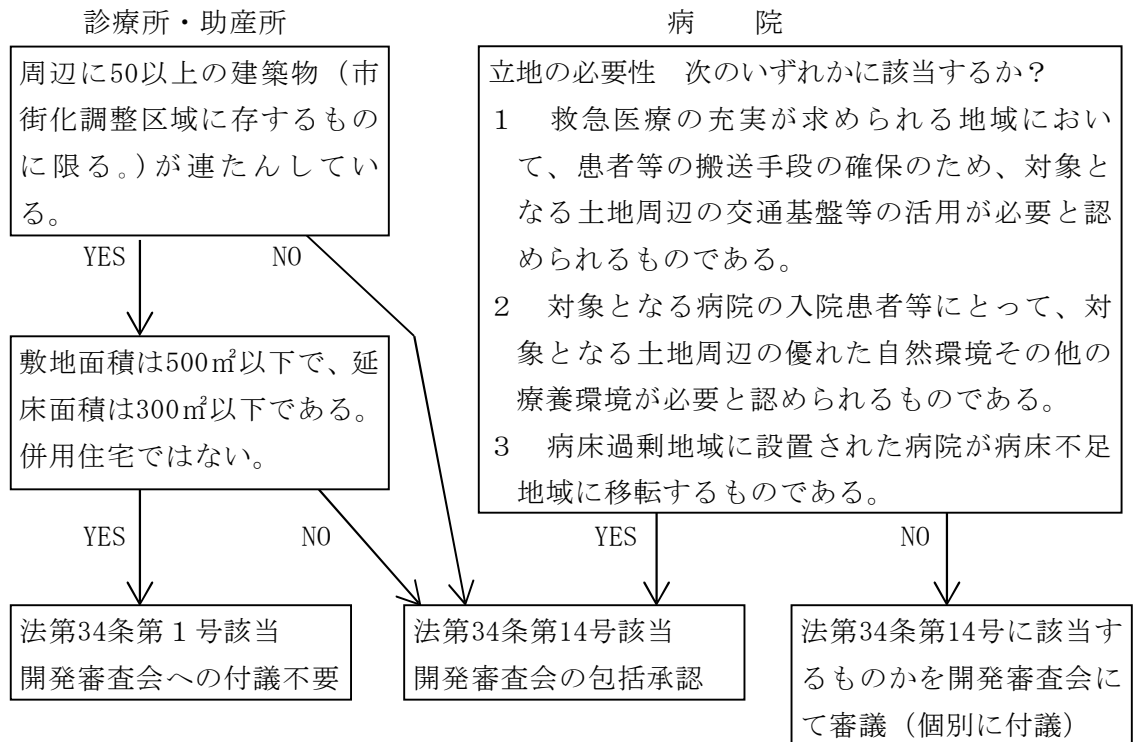 診療所・助産所
周辺に50以上の建築物（市
街化調整区域に存するもの
に限る。)が連たんしてい
る。
YES
NO
敷地面積は500㎡以下で、延
床面積は300㎡以下である。
併用住宅ではない。
YES
NO
法第34条第１号該当
開発審査会への付議不要
病　　院
立地の必要性　次のいずれかに該当するか？
１　救急医療の充実が求められる地域におい
て、患者等の搬送手段の確保のため、対象と
なる土地周辺の交通基盤等の活用が必要と認
められるものである。
２　対象となる病院の入院患者等にとって、対
象となる土地周辺の優れた自然環境その他の
療養環境が必要と認められるものである。
３　病床過剰地域に設置された病院が病床不足
地域に移転するものである。
YES
NO
法第34条第14号該当
開発審査会の包括承認
法第34条第14号に該当す
るものかを開発審査会に
て審議（個別に付議）